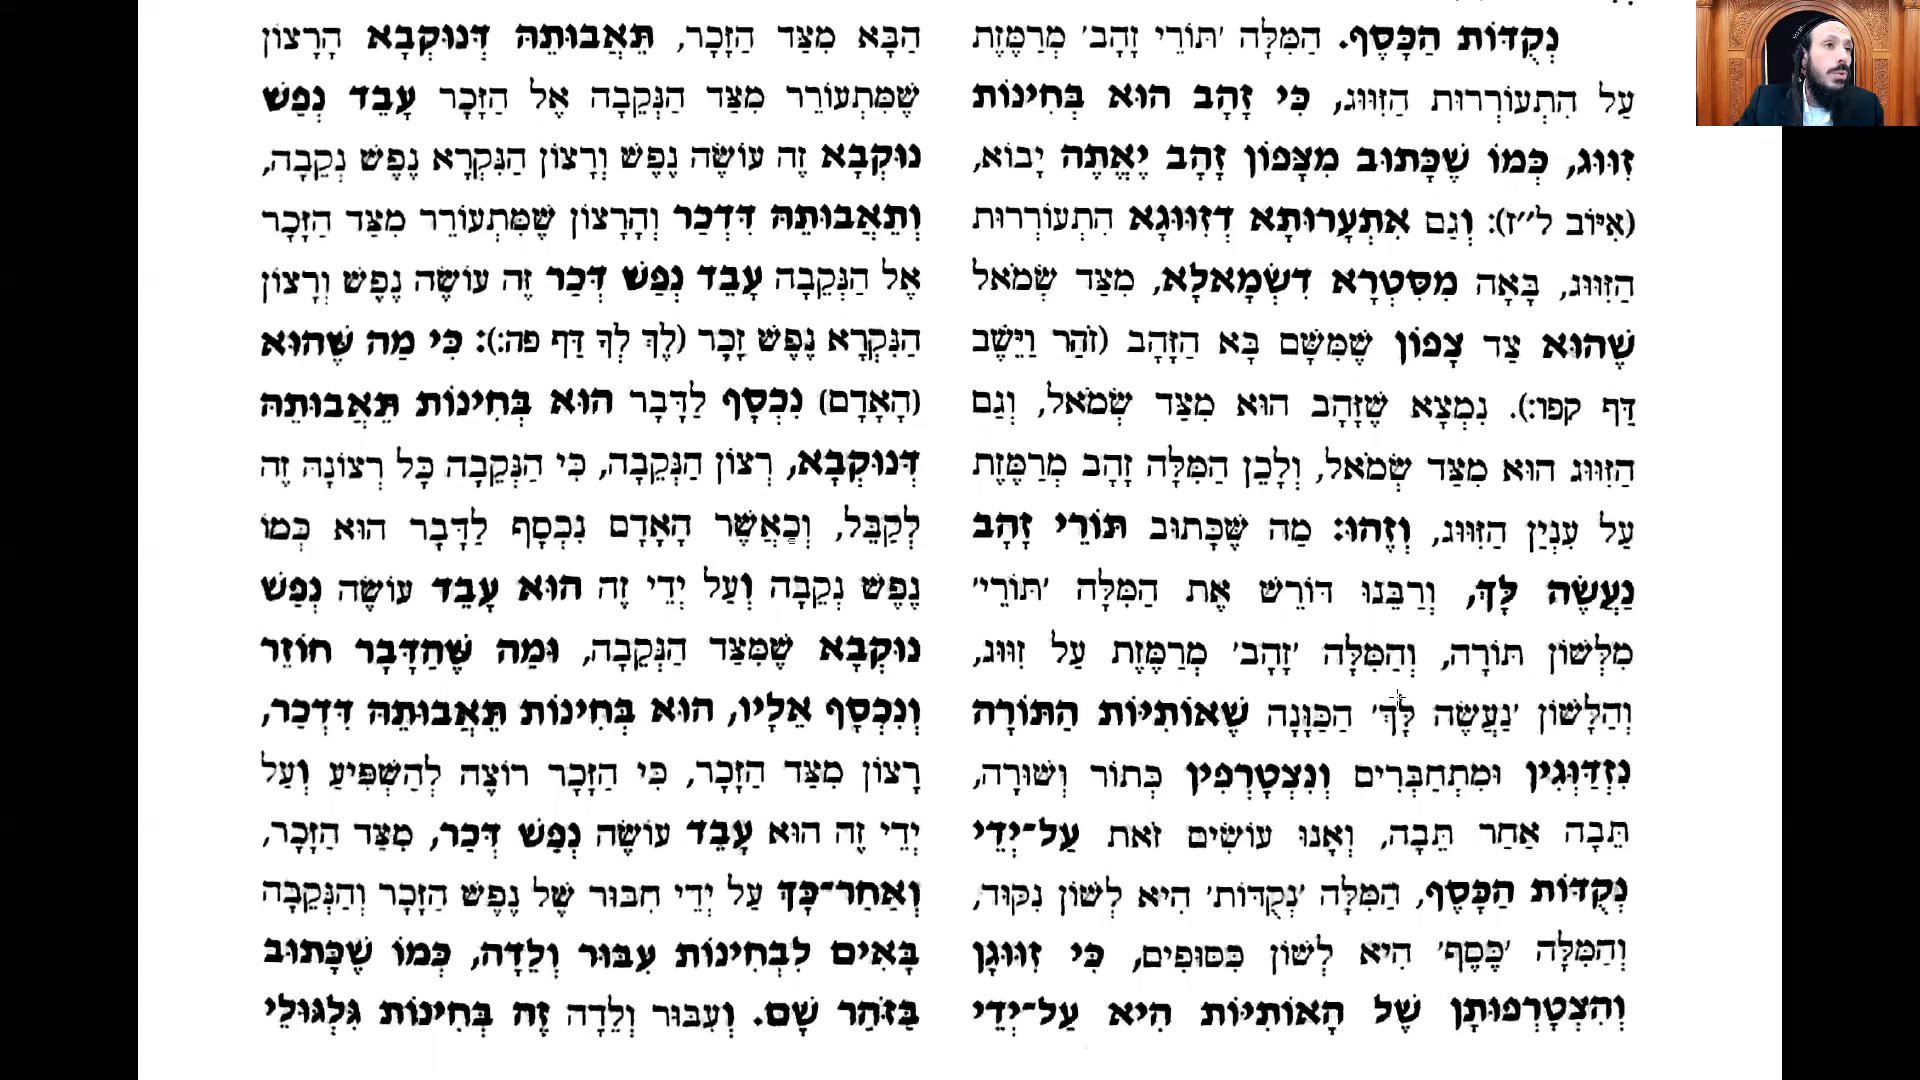 נְקֻדּוֹת הַכָּסֶף. הַמִּלָּה 'תּוֹרֵי זָהָב' מְרַמֶּזֶת
עַל הִתְעוֹרְרוּת הַזִּוּוּג, כִּי זָהָב הוּא בְּחִינוֹת
זִוּוּג, כְּמוֹ שֶׁכָּתוּב מִצָּפוֹן זָהָב יֶאֱתֶה יָבוֹא,
(אִיּוֹב ל"ז): וְגַם אִתְעָרוּתָא דְזִוּוּגָא הִתְעוֹרְרוּת
הַזִּוּוּג, בָּאָה מִסִּטְרָא דִשְׂמָאלָא, מִצַּד שְׂמֹאל
שֶׁהוּא צַד צָפוֹן שֶׁמִּשָּׁם בָּא הַזָּהָב (זֹהַר וַיֵּשֶׁב
דַּף קפו:). נִמְצָא שֶׁזָּהָב הוּא מִצַּד שְׂמֹאל, וְגַם
הַזִּוּוּג הוּא מִצַּד שְׂמֹאל, וְלָכֵן הַמִּלָּה זָהָב מְרַמֶּזֶת
עַל עִנְיַן הַזִּוּוּג, וְזֶהוּ: מַה שֶּׁכָּתוּב תּוֹרֵי זָהָב
נַעֲשֶׂה לָּךְ, וְרַבֵּנוּ דּוֹרֵשׁ אֶת הַמִּלָּה 'תּוֹרֵי'
מִלְּשׁוֹן תּוֹרָה, וְהַמִּלָּה 'זָהָב' מְרַמֶּזֶת עַל זִוּוּג,
וְהַלָּשׁוֹן 'נַעֲשֶׂה לָּךְ' הַכַּוָּנָה שֶׁאוֹתִיּוֹת הַתּוֹרָה
נִזְדַּוְּגִין וּמִתְחַבְּרִים וְנִצְטָרְפִין כְּתוֹר וְשׁוּרָה,
תֵּבָה אַחַר תֵּבָה, וְאָנוּ עוֹשִׂים זֹאת עַל־יְדֵי
נְקֻדּוֹת הַכָּסֶף, הַמִּלָּה 'נְקֻדּוֹת' הִיא לְשׁוֹן נִקּוּד,
וְהַמִּלָּה 'כֶּסֶף' הִיא לְשׁוֹן כִּסּוּפִים, כִּי זִוּוּגָן
וְהִצְטָרְפוּתָן שֶׁל הָאוֹתִיּוֹת הִיא עַל־יְדֵי
הַבָּא מִצַּד הַזָּכָר, תֵּאֲבוּתֵהּ דְּנוּקְבָא הָרָצוֹן
שֶׁמִּתְעוֹרֵר מִצַּד הַנְּקֵבָה אֶל הַזָּכָר עָבֵד נְפַשׁ
נוּקְבָא זֶה עוֹשֶׂה נֶפֶשׁ וְרָצוֹן הַנִּקְרָא נֶפֶשׁ נְקֵבָה,
וְתֵאֲבוּתֵהּ דִּדְכַר וְהָרָצוֹן שֶׁמִּתְעוֹרֵר מִצַּד הַזָּכָר
אֶל הַנְּקֵבָה עָבֵד נְפַשׁ דְּכַר זֶה עוֹשֶׂה נֶפֶשׁ וְרָצוֹן
הַנִּקְרָא נֶפֶשׁ זָכָר (לֶךְ לְךָ דַּף פה:): כִּי מַה שֶּׁהוּא
(הָאָדָם) נִכְסָף לַדָּבָר הוּא בְּחִינוֹת תֵּאֲבוּתֵהּ
דְּנוּקְבָא, רְצוֹן הַנְּקֵבָה, כִּי הַנְּקֵבָה כָּל רְצוֹנָהּ זֶה
לְקַבֵּל, וְכַאֲשֶׁר הָאָדָם נִכְסָף לַדָּבָר הוּא כְּמוֹ
נֶפֶשׁ נְקֵבָה וְעַל יְדֵי זֶה הוּא עָבֵד עוֹשֶׂה נְפַשׁ
נוּקְבָא שֶׁמִּצַּד הַנְּקֵבָה, וּמַה שֶּׁהַדָּבָר חוֹזֵר
וְנִכְסָף אֵלָיו, הוּא בְּחִינוֹת תֵּאֲבוּתֵהּ דִּדְכַר,
רָצוֹן מִצַּד הַזָּכָר, כִּי הַזָּכָר רוֹצֶה לְהַשְׁפִּיעַ וְעַל
יְדֵי זֶה הוּא עָבֵד עוֹשֶׂה נְפַשׁ דְּכַר, מִצַּד הַזָּכָר,
וְאַחַר־כָּךְ עַל יְדֵי חִבּוּר שֶׁל נֶפֶשׁ הַזָּכָר וְהַנְּקֵבָה
בָּאִים לִבְחִינוֹת עִבּוּר וְלֵדָה, כְּמוֹ שֶׁכָּתוּב
בַּזֹּהַר שָׁם. וְעִבּוּר וְלֵדָה זֶה בְּחִינוֹת גִּלְגּוּלֵי